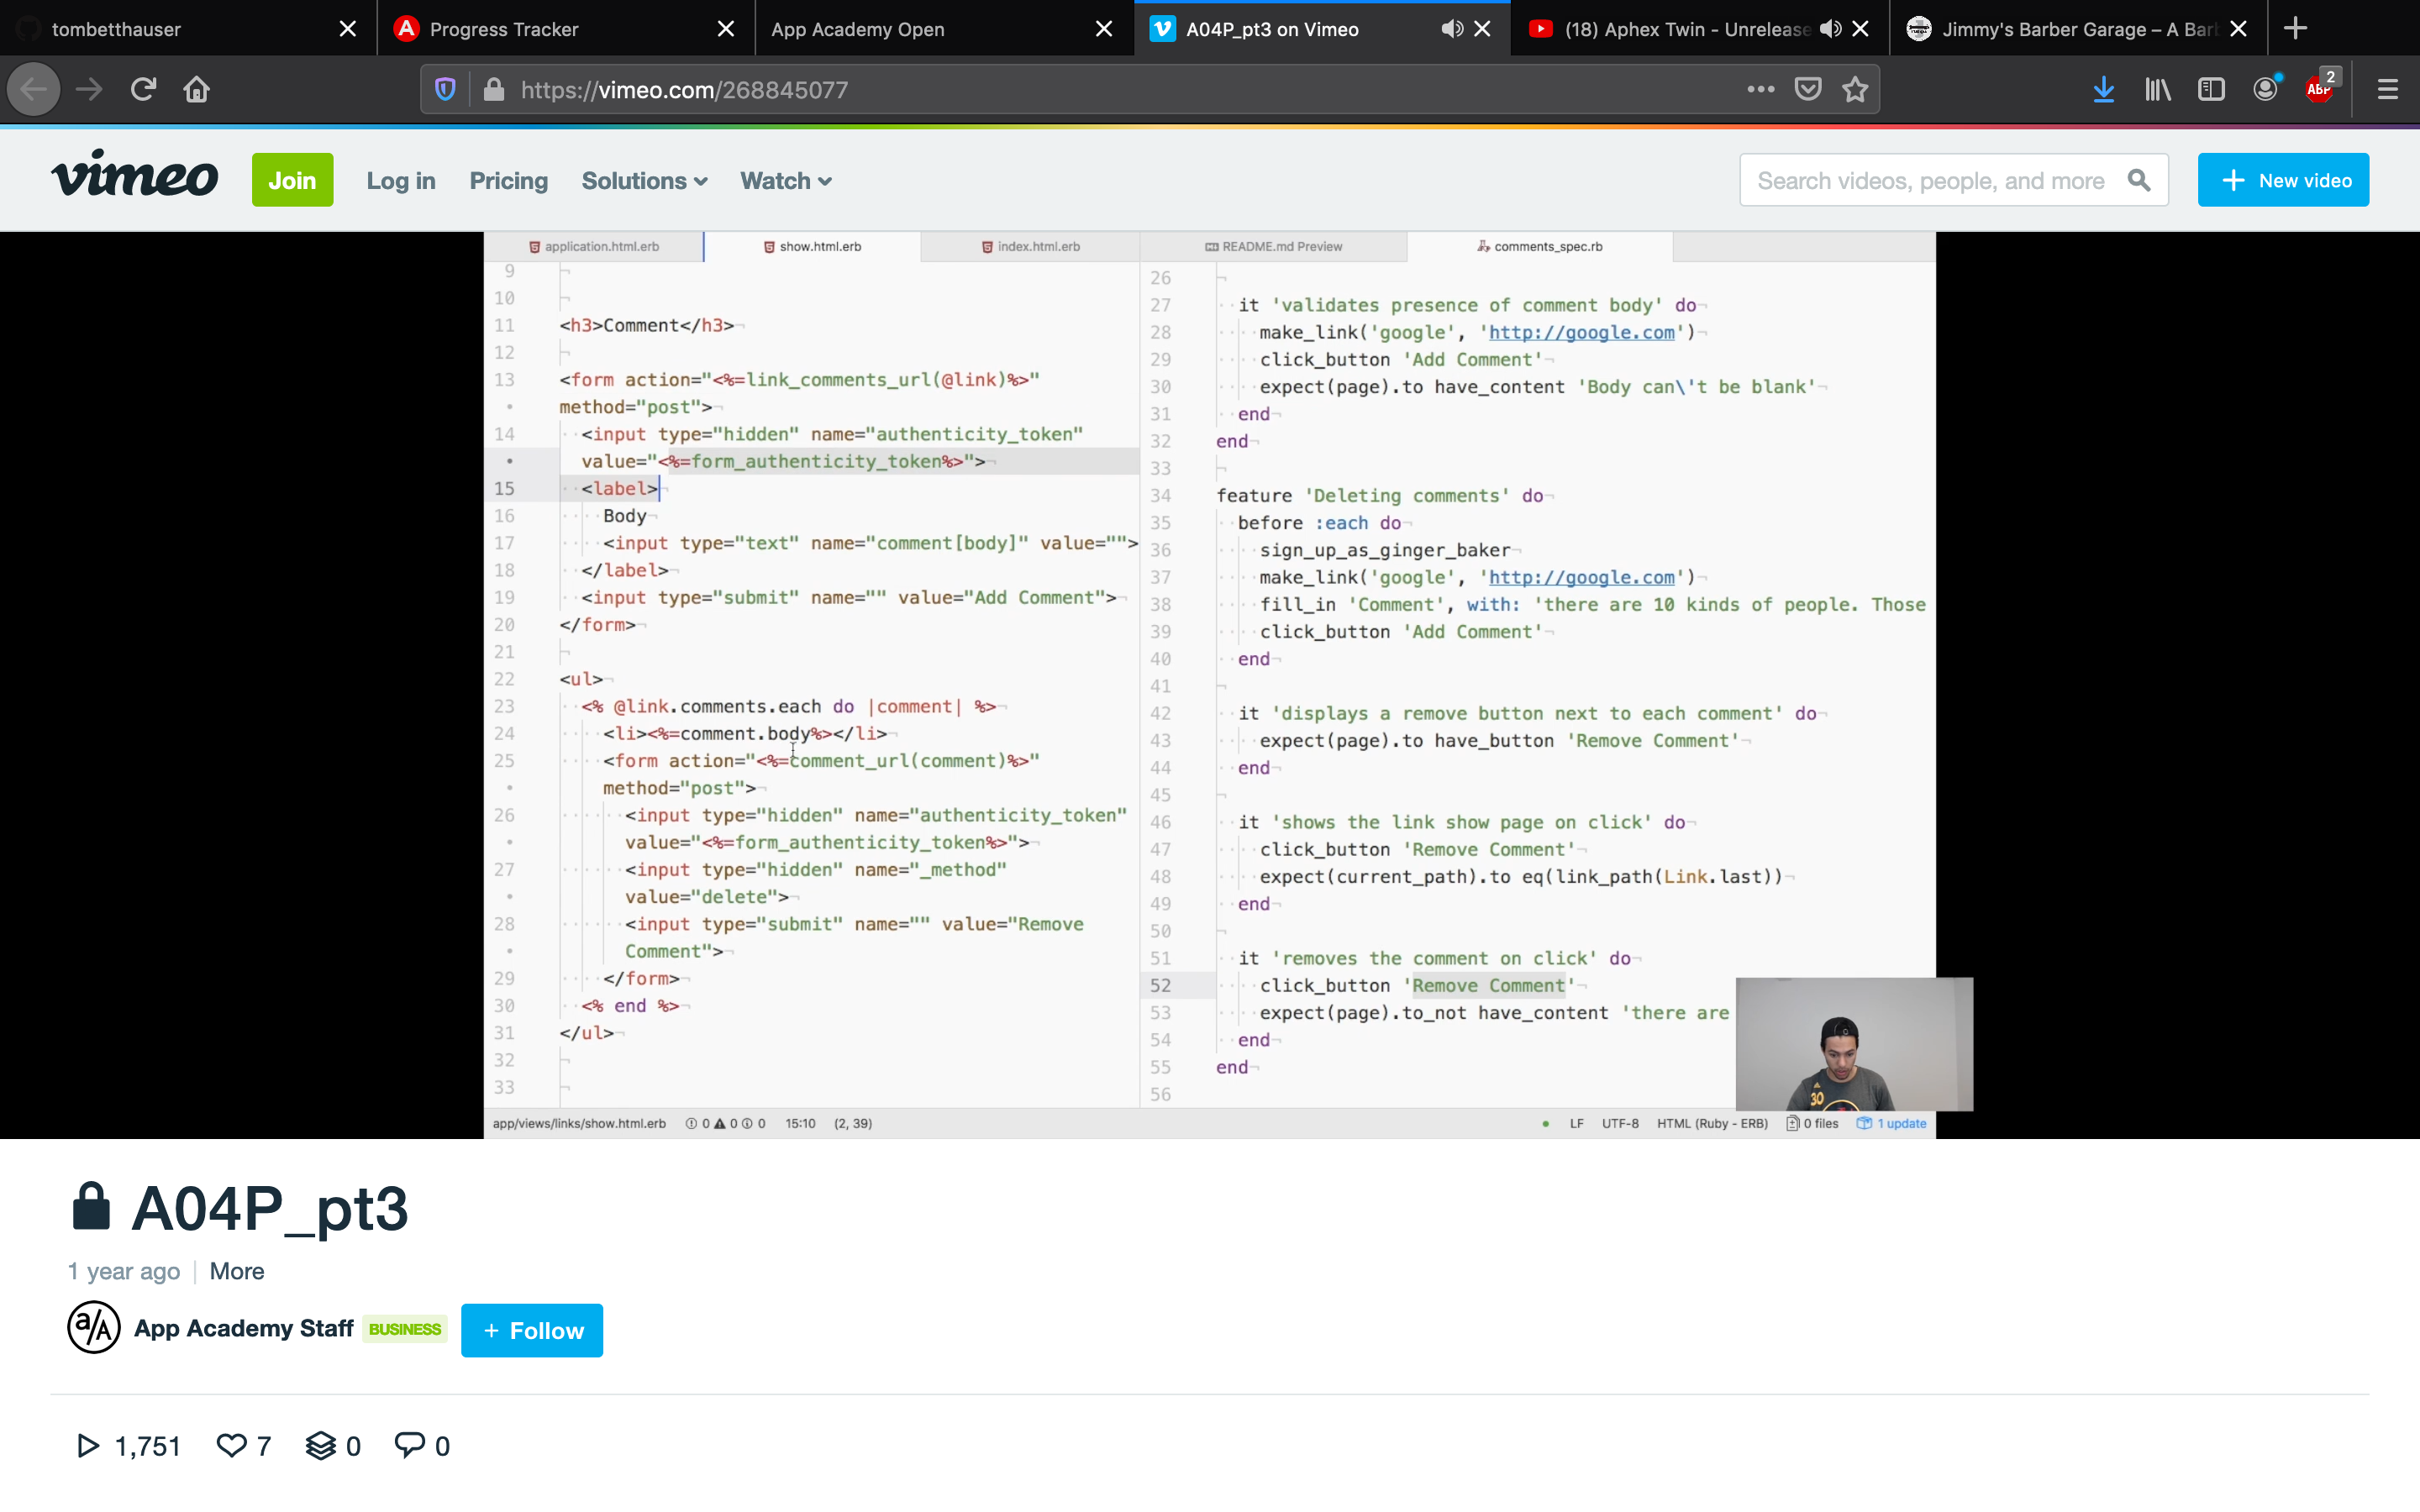 tombetthauser
Progress Tracker
App Academy Open
A04P_pt3 on Vimeo
(18) Aphex Twin - Unrelease
Jimmy's Barber Garage – A Bar
https://vimeo.com/268845077
ABP
2
vimeo
Join
Log in
Pricing
Solutions
Watch
Search videos, people, and more
New video
application.html.erb
show.html.erb
index.html.erb
README.md Preview
comments_spec.rb
9
10
11 <h3>Comment</h3>
12
13 <form action="<%=link_comments_url(@link)%>"
method="post">
14 <input type="hidden" name="authenticity_token"
value="<%=form_authenticity_token%>">
15 <label>
16 Body
17 <input type="text" name="comment[body]" value="">
18 </label>
19 <input type="submit" name="" value="Add Comment">
20 </form>
21
22 <ul>
23 <% @link.comments.each do |comment| %>
24 <li><%=comment.body%></li>
25 <form action="<%=comment_url(comment)%>"
method="post">
26 <input type="hidden" name="authenticity_token"
value="<%=form_authenticity_token%>">
27 <input type="hidden" name="_method"
value="delete">
28 <input type="submit" name="" value="Remove
Comment">
29 </form>
30 <% end %>
31 </ul>
32
33
26
27 it 'validates presence of comment body' do
28 make_link('google', 'http://google.com')
29 click_button 'Add Comment'
30 expect(page).to have_content 'Body can\'t be blank'
31 end
32 end
33
34 feature 'Deleting comments' do
35 before :each do
36 sign_up_as_ginger_baker
37 make_link('google', 'http://google.com')
38 fill_in 'Comment', with: 'there are 10 kinds of people. Those
39 click_button 'Add Comment'
40 end
41
42 it 'displays a remove button next to each comment' do
43 expect(page).to have_button 'Remove Comment'
44 end
45
46 it 'shows the link show page on click' do
47 click_button 'Remove Comment'
48 expect(current_path).to eq(link_path(Link.last))
49 end
50
51 it 'removes the comment on click' do
52 click_button 'Remove Comment'
53 expect(page).to_not have_content 'there are
54 end
55 end
56
30
app/views/links/show.html.erb
0 0 0
15:10
(2, 39)
LF
UTF-8
HTML (Ruby - ERB)
0 files
1 update
A04P_pt3
1 year ago
More
a/A
App Academy Staff
BUSINESS
+ Follow
1,751
7
0
0